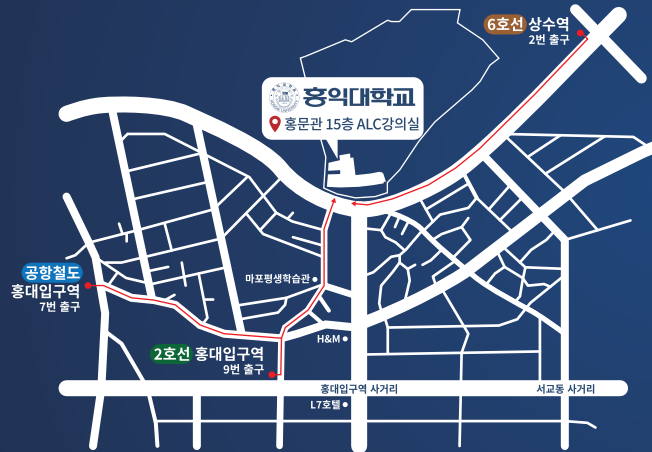 6호선 상수역
2번 출구
홍익대학교
홍문관 15층 ALC강의실
마포평생학습관
공항철도
홍대입구역
7번 출구
H&M
2호선 홍대입구역
9번 출구
홍대입구역 사거리
서교동 사거리
L7호텔